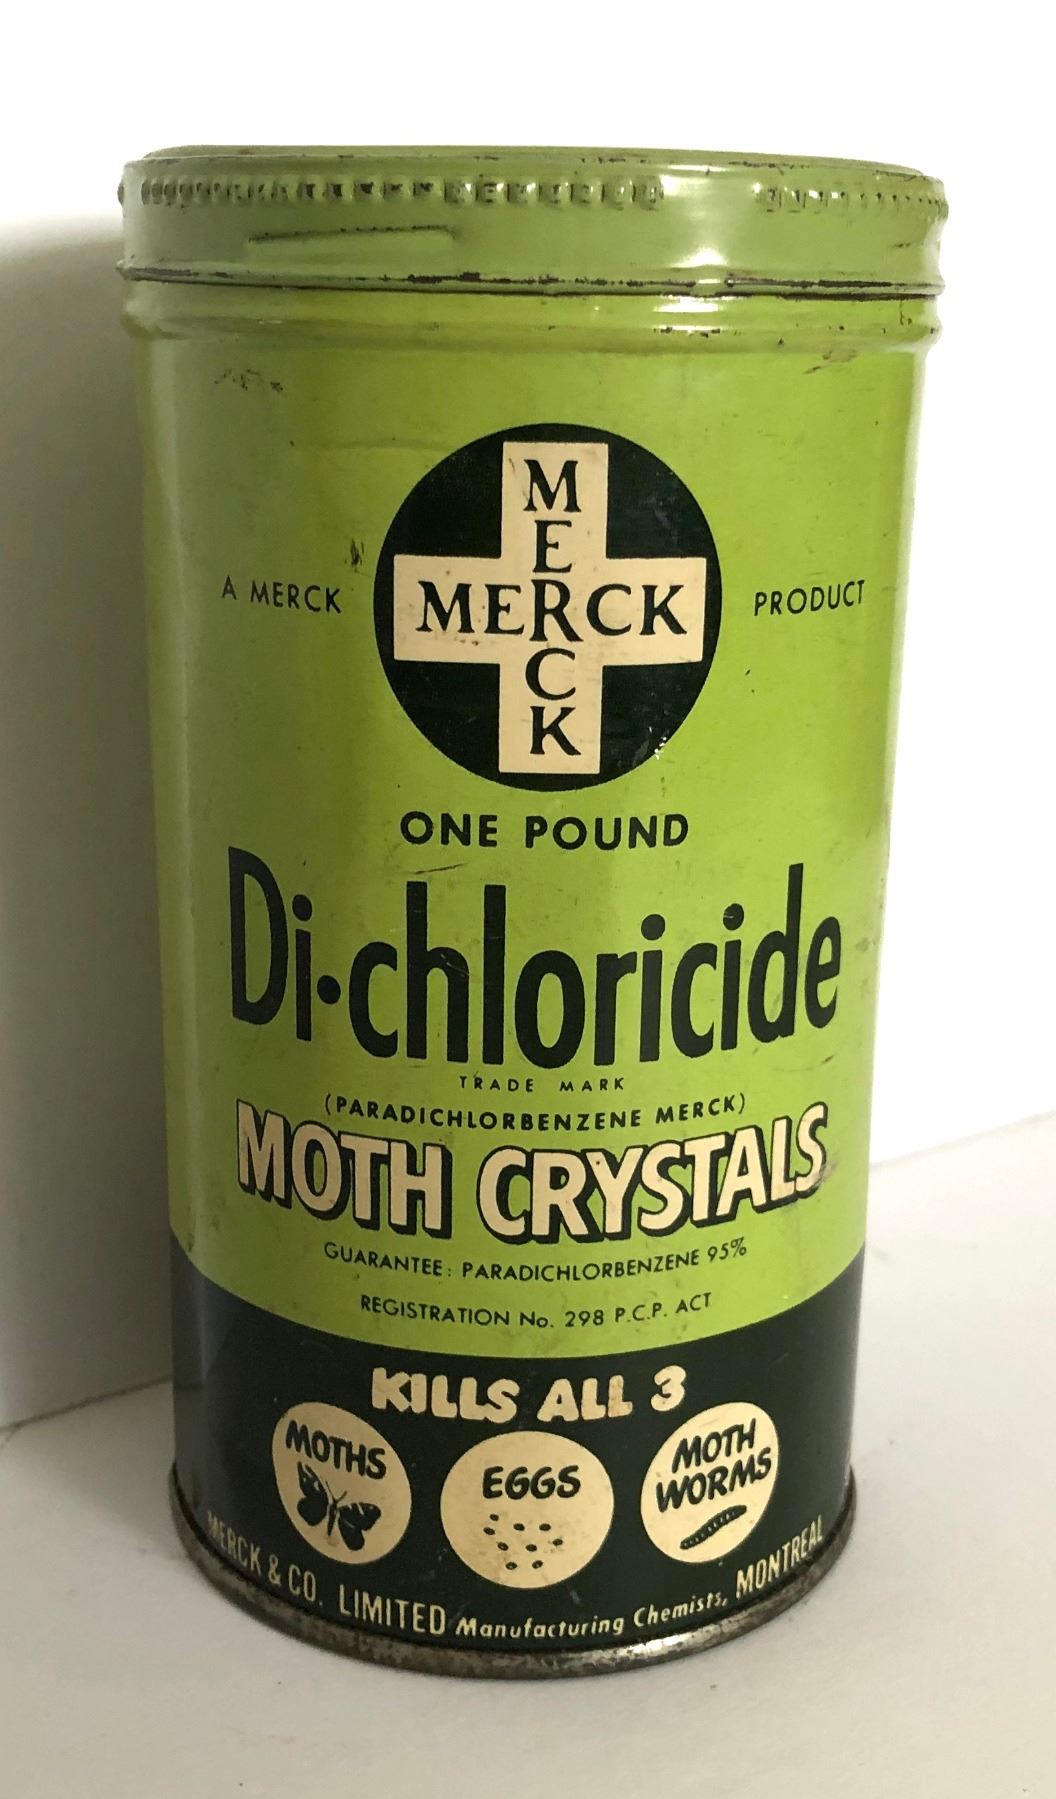 MERCK
A MERCK MERCK PRODUCT
ONE POUND
Di·chloricide
TRADE MARK
(PARADICHLORBENZENE MERCK)
MOTH CRYSTALS
GUARANTEE: PARADICHLORBENZENE 95%
REGISTRATION No. 298 P.C.P. ACT
KILLS ALL 3
MOTHS
EGGS
MOTH
WORMS
MERCK & CO. LIMITED Manufacturing Chemists, MONTREAL